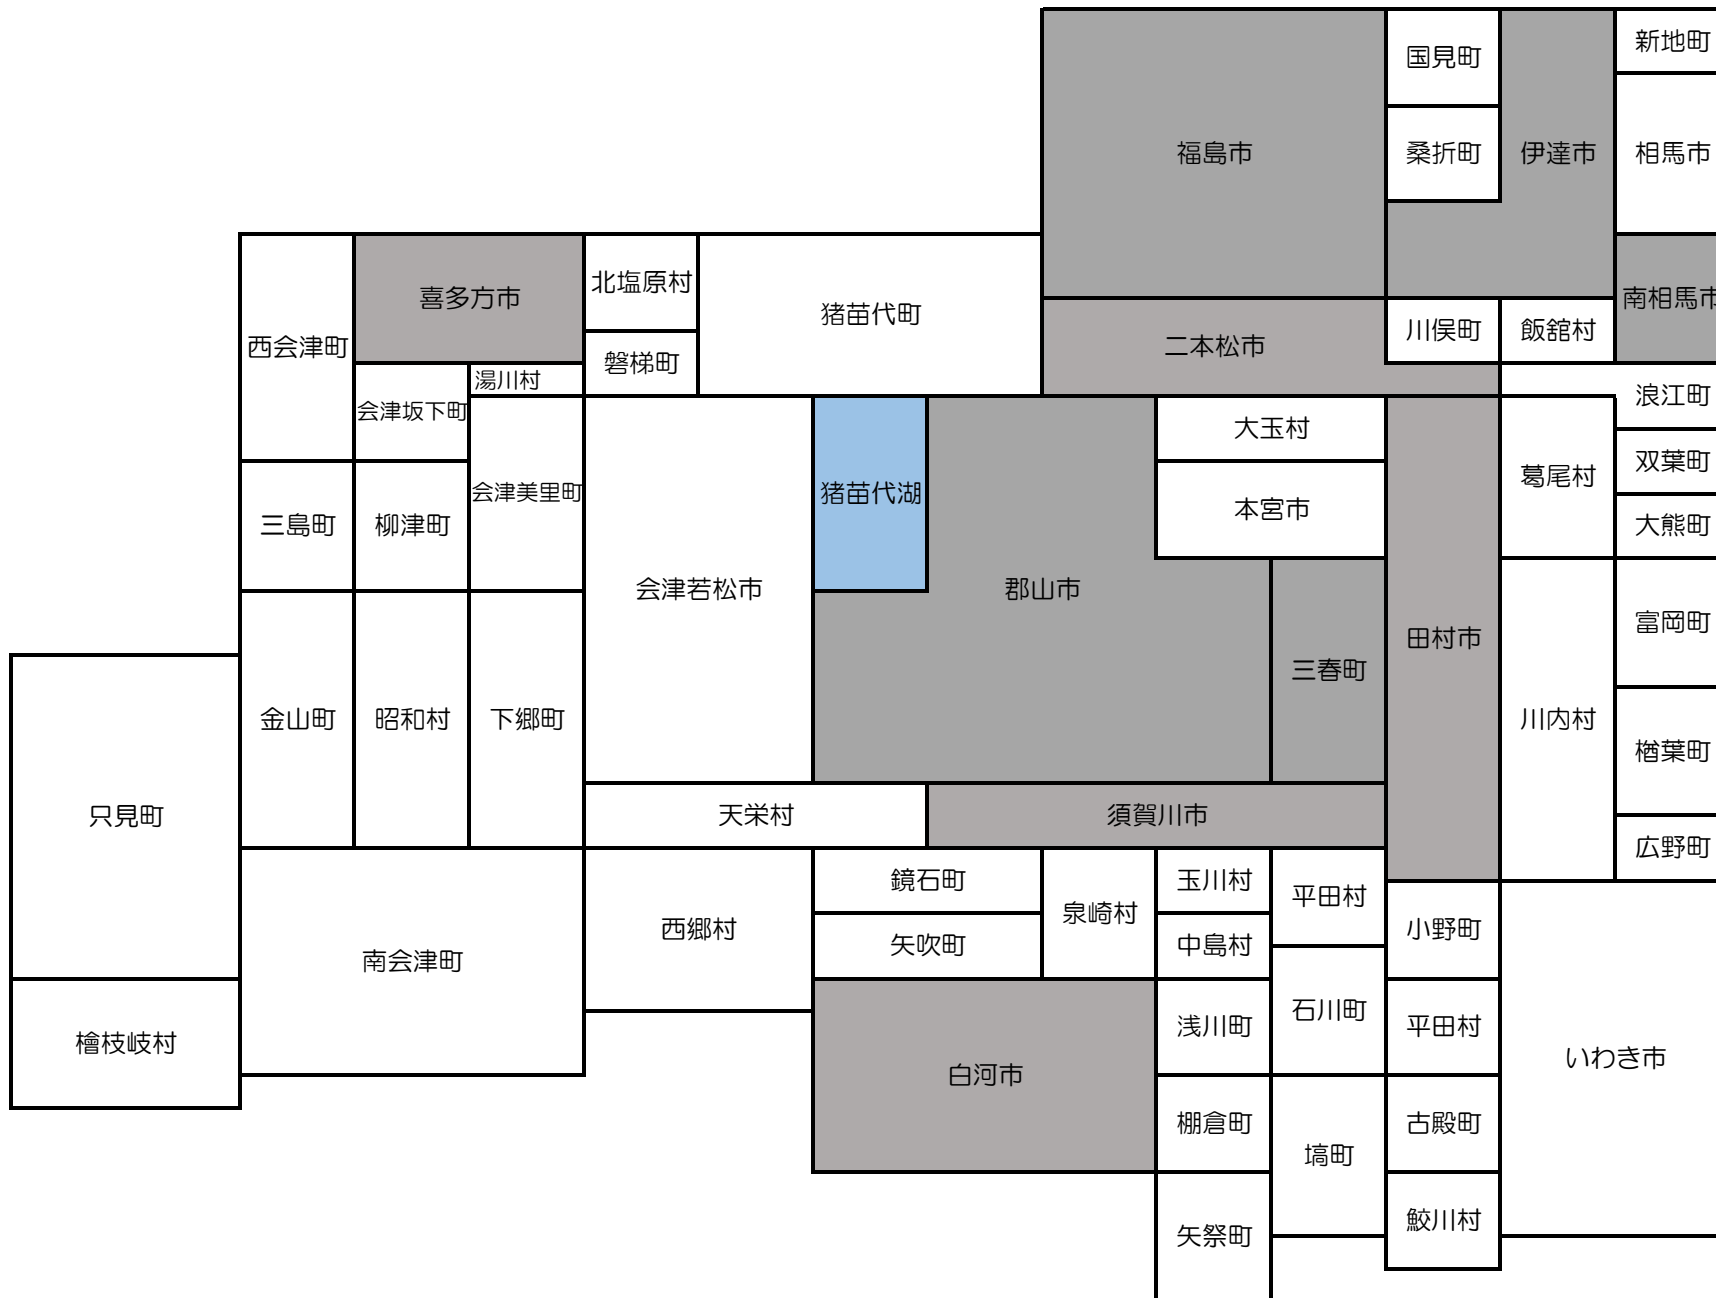 新地町
国見町
福島市
桑折町
伊達市
相馬市
北塩原村
喜多方市
南相馬市
猪苗代町
川俣町
飯舘村
西会津町
二本松市
磐梯町
湯川村
浪江町
会津坂下町
大玉村
双葉町
葛尾村
会津美里町
猪苗代湖
本宮市
三島町
柳津町
大熊町
会津若松市
郡山市
富岡町
田村市
三春町
金山町
昭和村
下郷町
川内村
楢葉町
只見町
天栄村
須賀川市
広野町
鏡石町
玉川村
平田村
泉崎村
西郷村
小野町
矢吹町
中島村
南会津町
石川町
浅川町
平田村
檜枝岐村
いわき市
白河市
棚倉町
古殿町
塙町
鮫川村
矢祭町